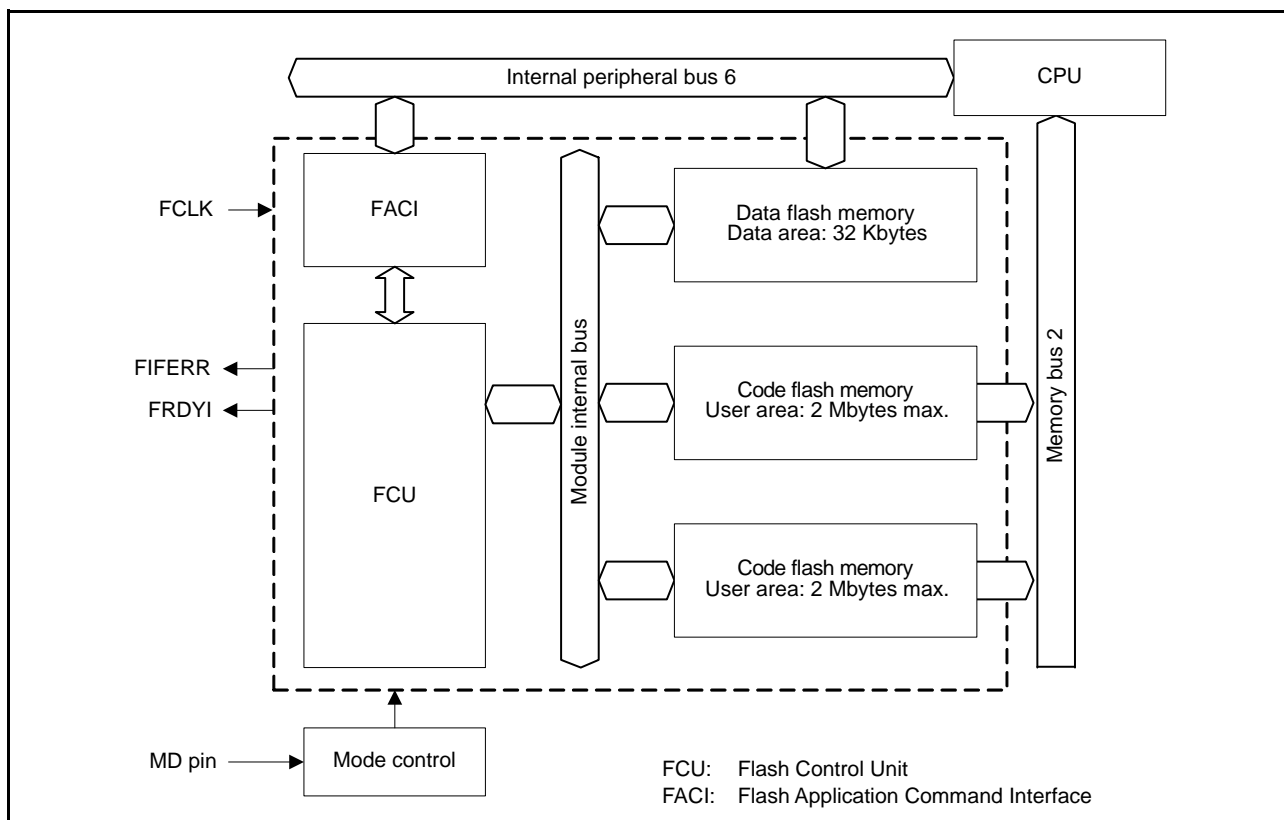 Internal peripheral bus 6
CPU
FCLK
FACI
Data flash memory
Data area: 32 Kbytes
FIFERR
FRDYI
FCU
Module internal bus
Code flash memory
User area: 2 Mbytes max.
Memory bus 2
Code flash memory
User area: 2 Mbytes max.
MD pin
Mode control
FCU: Flash Control Unit
FACI: Flash Application Command Interface